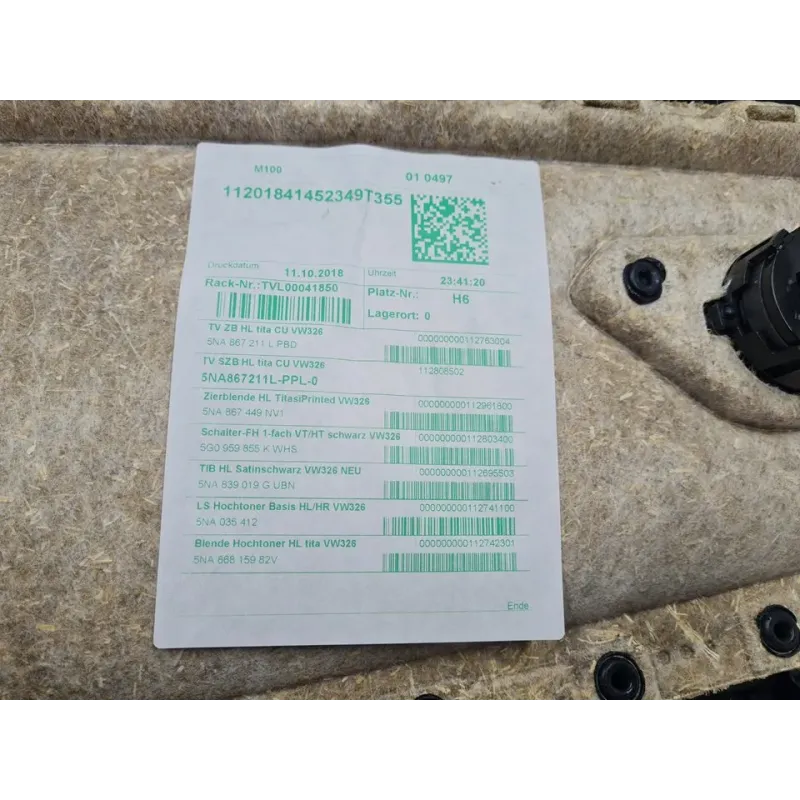 M100
01 0497
11201841452349T355
Druckdatum 11.10.2018 Uhrzeit 23:41:20
Rack-Nr.:TVL00041850 Platz-Nr.: H6
Lagerort: 0
TV ZB HL tita CU VW326 000000000112763004
5NA 867 211 L PBD
TV SZB HL tita CU VW326 112808502
5NA867211L-PPL-0
Zierblende HL TitasiPrinted VW326 000000000112961800
5NA 867 449 NV1
Schalter-FH 1-fach VT/HT schwarz VW326 000000000112803400
5G0 959 855 K WHS
TIB HL Satinschwarz VW326 NEU 000000000112695503
5NA 839 019 G UBN
LS Hochtoner Basis HL/HR VW326 000000000112741100
5NA 035 412
Blende Hochtoner HL tita VW326 000000000112742301
5NA 868 159 82V
Ende